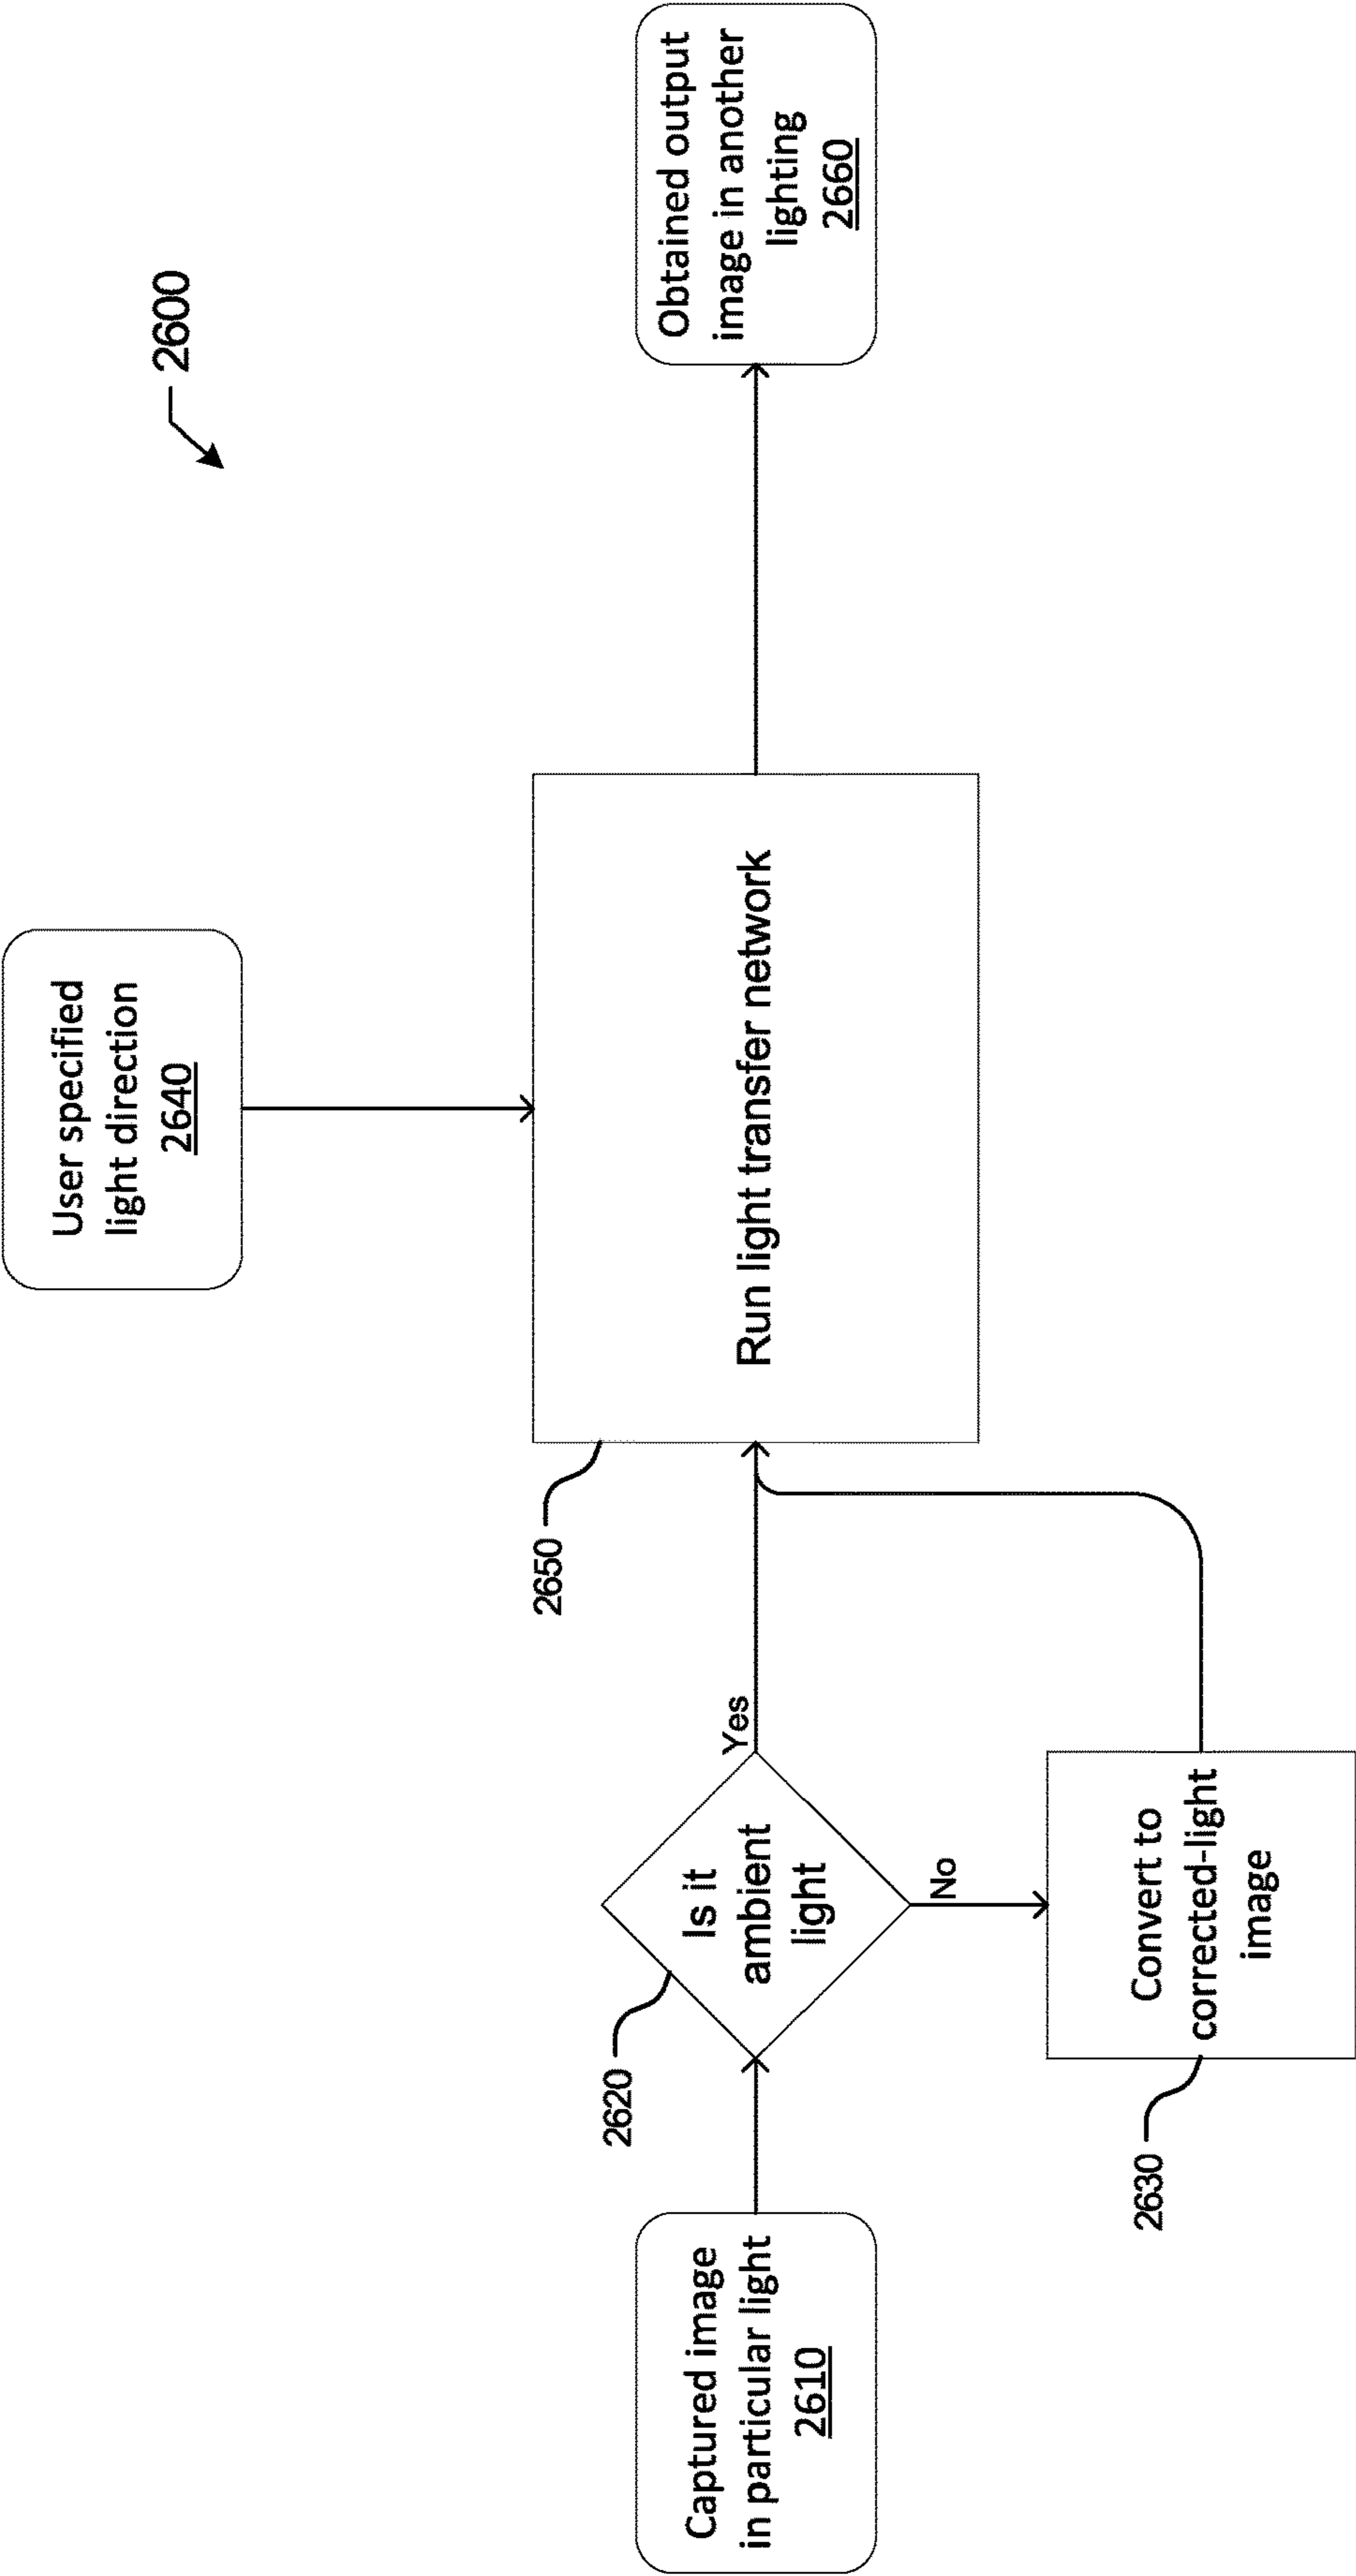 2600
User specified
light direction
2640
Captured image
in particular light
2610
2620
Is it
ambient
light
Yes
No
2630
Convert to
corrected-light
image
2650
Run light transfer network
Obtained output
image in another
lighting
2660